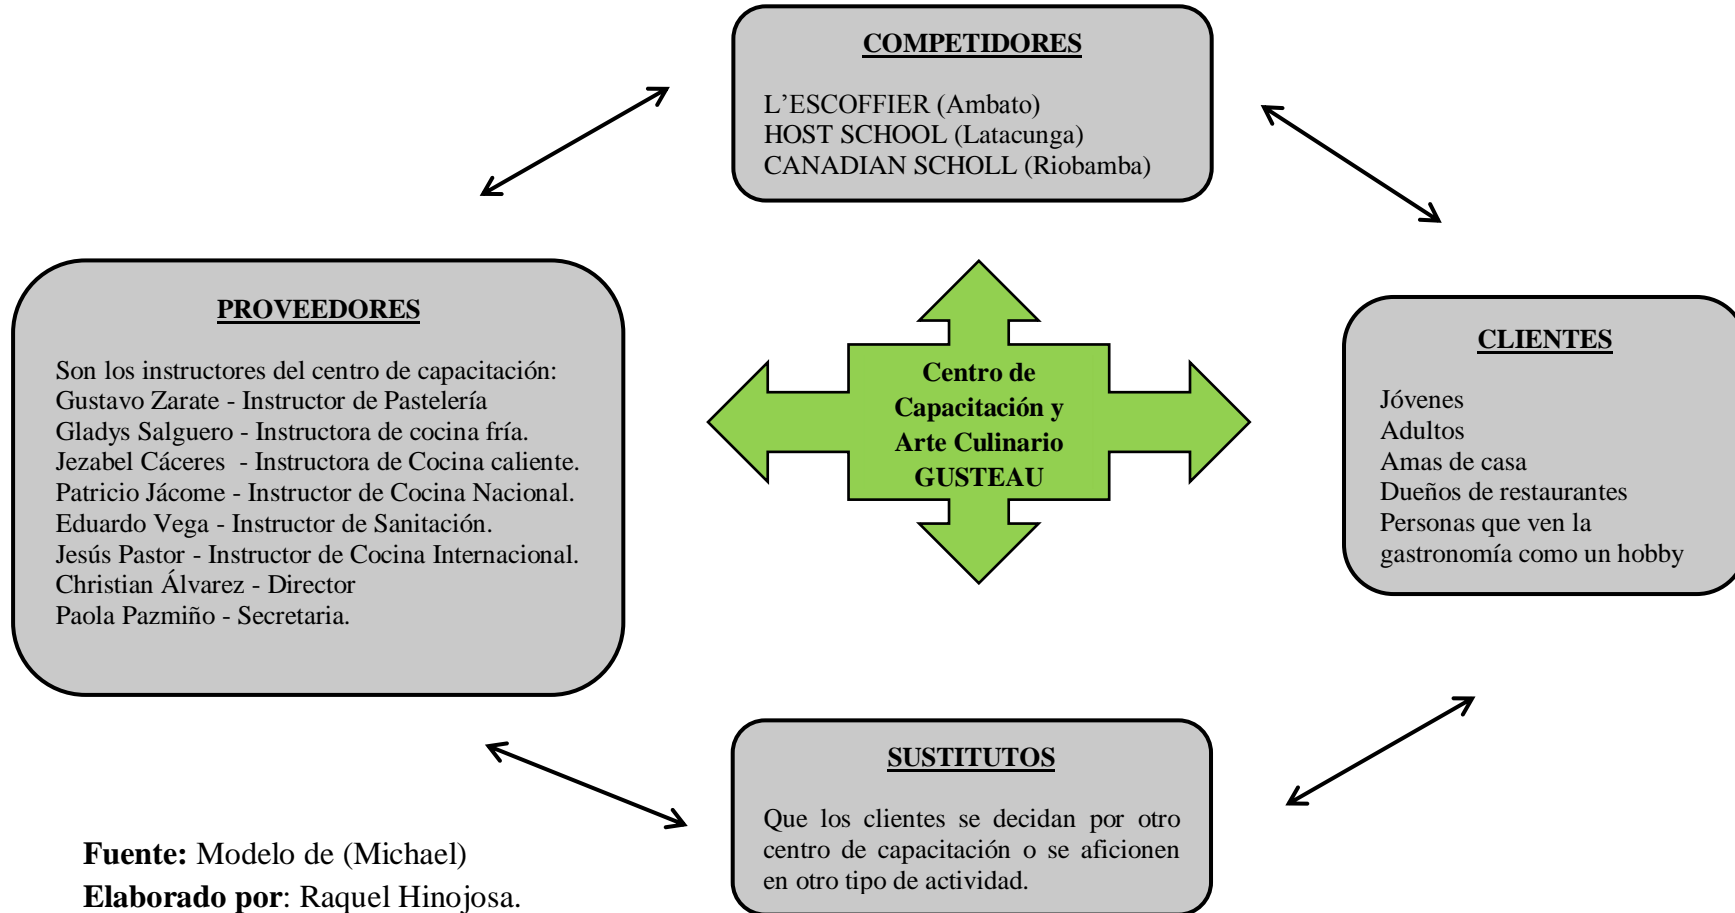 COMPETIDORES
L’ESCOFFIER (Ambato)
HOST SCHOOL (Latacunga)
CANADIAN SCHOLL (Riobamba)
PROVEEDORES
Son los instructores del centro de capacitación:
Gustavo Zarate - Instructor de Pastelería
Gladys Salguero - Instructora de cocina fría.
Jezabel Cáceres - Instructora de Cocina caliente.
Patricio Jácome - Instructor de Cocina Nacional.
Eduardo Vega - Instructor de Sanitación.
Jesús Pastor - Instructor de Cocina Internacional.
Christian Álvarez - Director
Paola Pazmiño - Secretaria.
Centro de
Capacitación y
Arte Culinario
GUSTEAU
CLIENTES
Jóvenes
Adultos
Amas de casa
Dueños de restaurantes
Personas que ven la
gastronomía como un hobby
SUSTITUTOS
Que los clientes se decidan por otro
centro de capacitación o se aficionen
en otro tipo de actividad.
Fuente: Modelo de (Michael)
Elaborado por: Raquel Hinojosa.